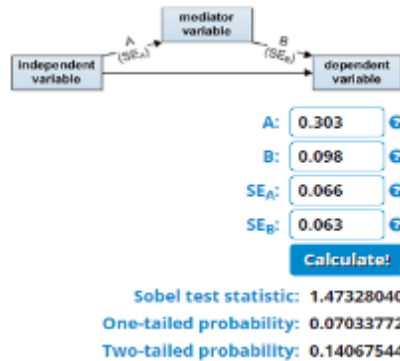 mediator
variable
A
(SEA)
B
(SEB)
independent
variable
dependent
variable
A: 0.303 ?
B: 0.098 ?
SEA: 0.066 ?
SEB: 0.063 ?
Calculate!
Sobel test statistic: 1.47328040
One-tailed probability: 0.07033772
Two-tailed probability: 0.14067544